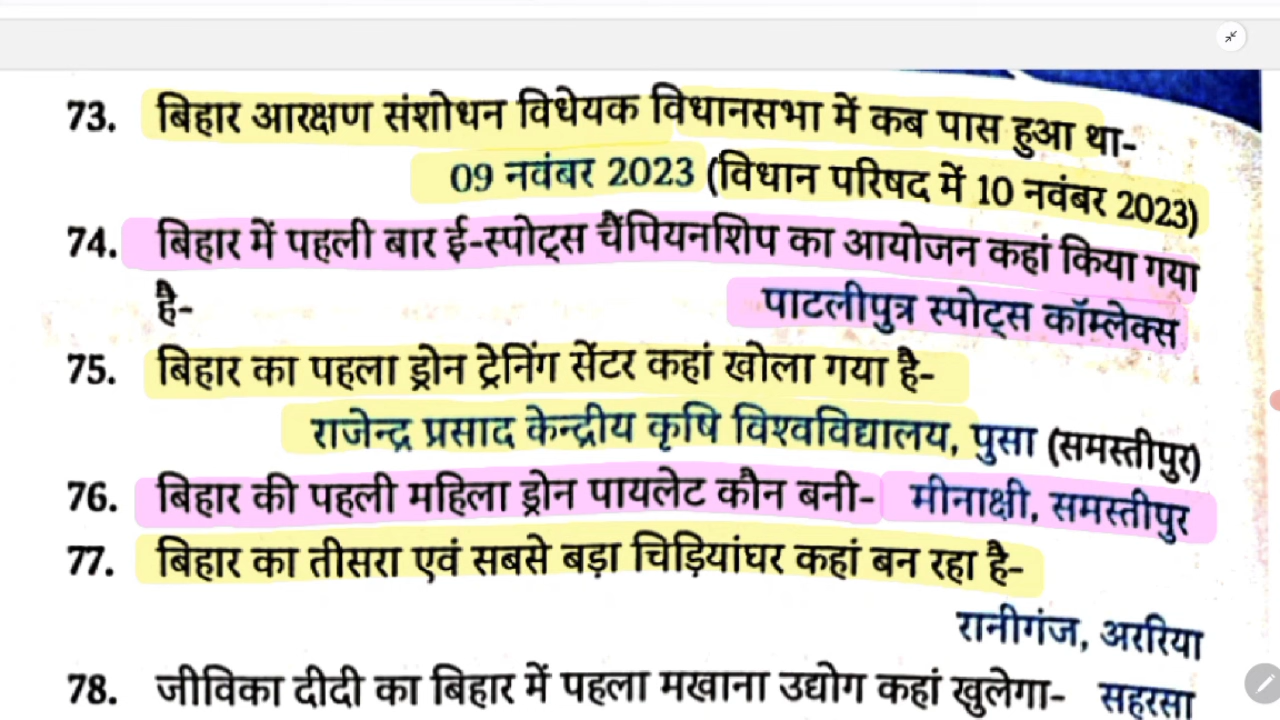 73. बिहार आरक्षण संशोधन विधेयक विधानसभा में कब पास हुआ था-
09 नवंबर 2023 (विधान परिषद में 10 नवंबर 2023)
74. बिहार में पहली बार ई-स्पोट्स चैंपियनशिप का आयोजन कहां किया गया
है- पाटलीपुत्र स्पोट्स कॉम्लेक्स
75. बिहार का पहला ड्रोन ट्रेनिंग सेंटर कहां खोला गया है-
राजेन्द्र प्रसाद केन्द्रीय कृषि विश्वविद्यालय, पुसा (समस्तीपुर)
76. बिहार की पहली महिला ड्रोन पायलेट कौन बनी- मीनाक्षी, समस्तीपुर
77. बिहार का तीसरा एवं सबसे बड़ा चिड़ियांघर कहां बन रहा है-
रानीगंज, अररिया
78. जीविका दीदी का बिहार में पहला मखाना उद्योग कहां खुलेगा- सहरसा